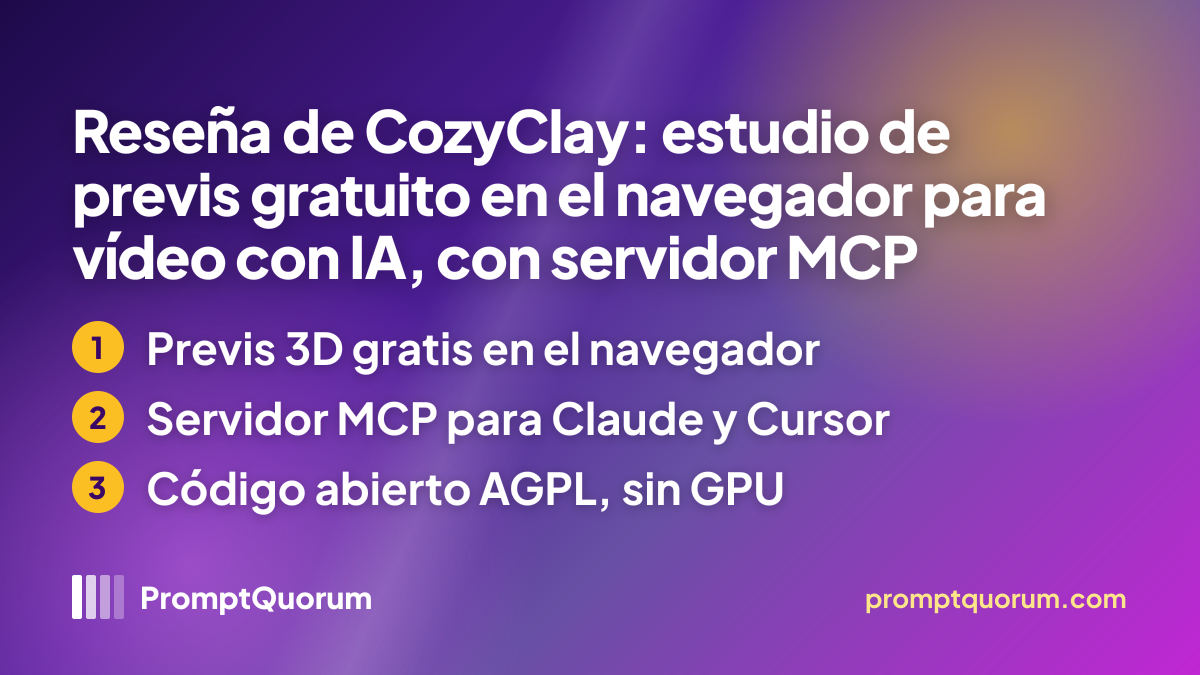 Reseña de CozyClay: estudio de
previs gratuito en el navegador para
vídeo con IA, con servidor MCP
1 Previs 3D gratis en el navegador
2 Servidor MCP para Claude y Cursor
3 Código abierto AGPL, sin GPU
PromptQuorum
promptquorum.com